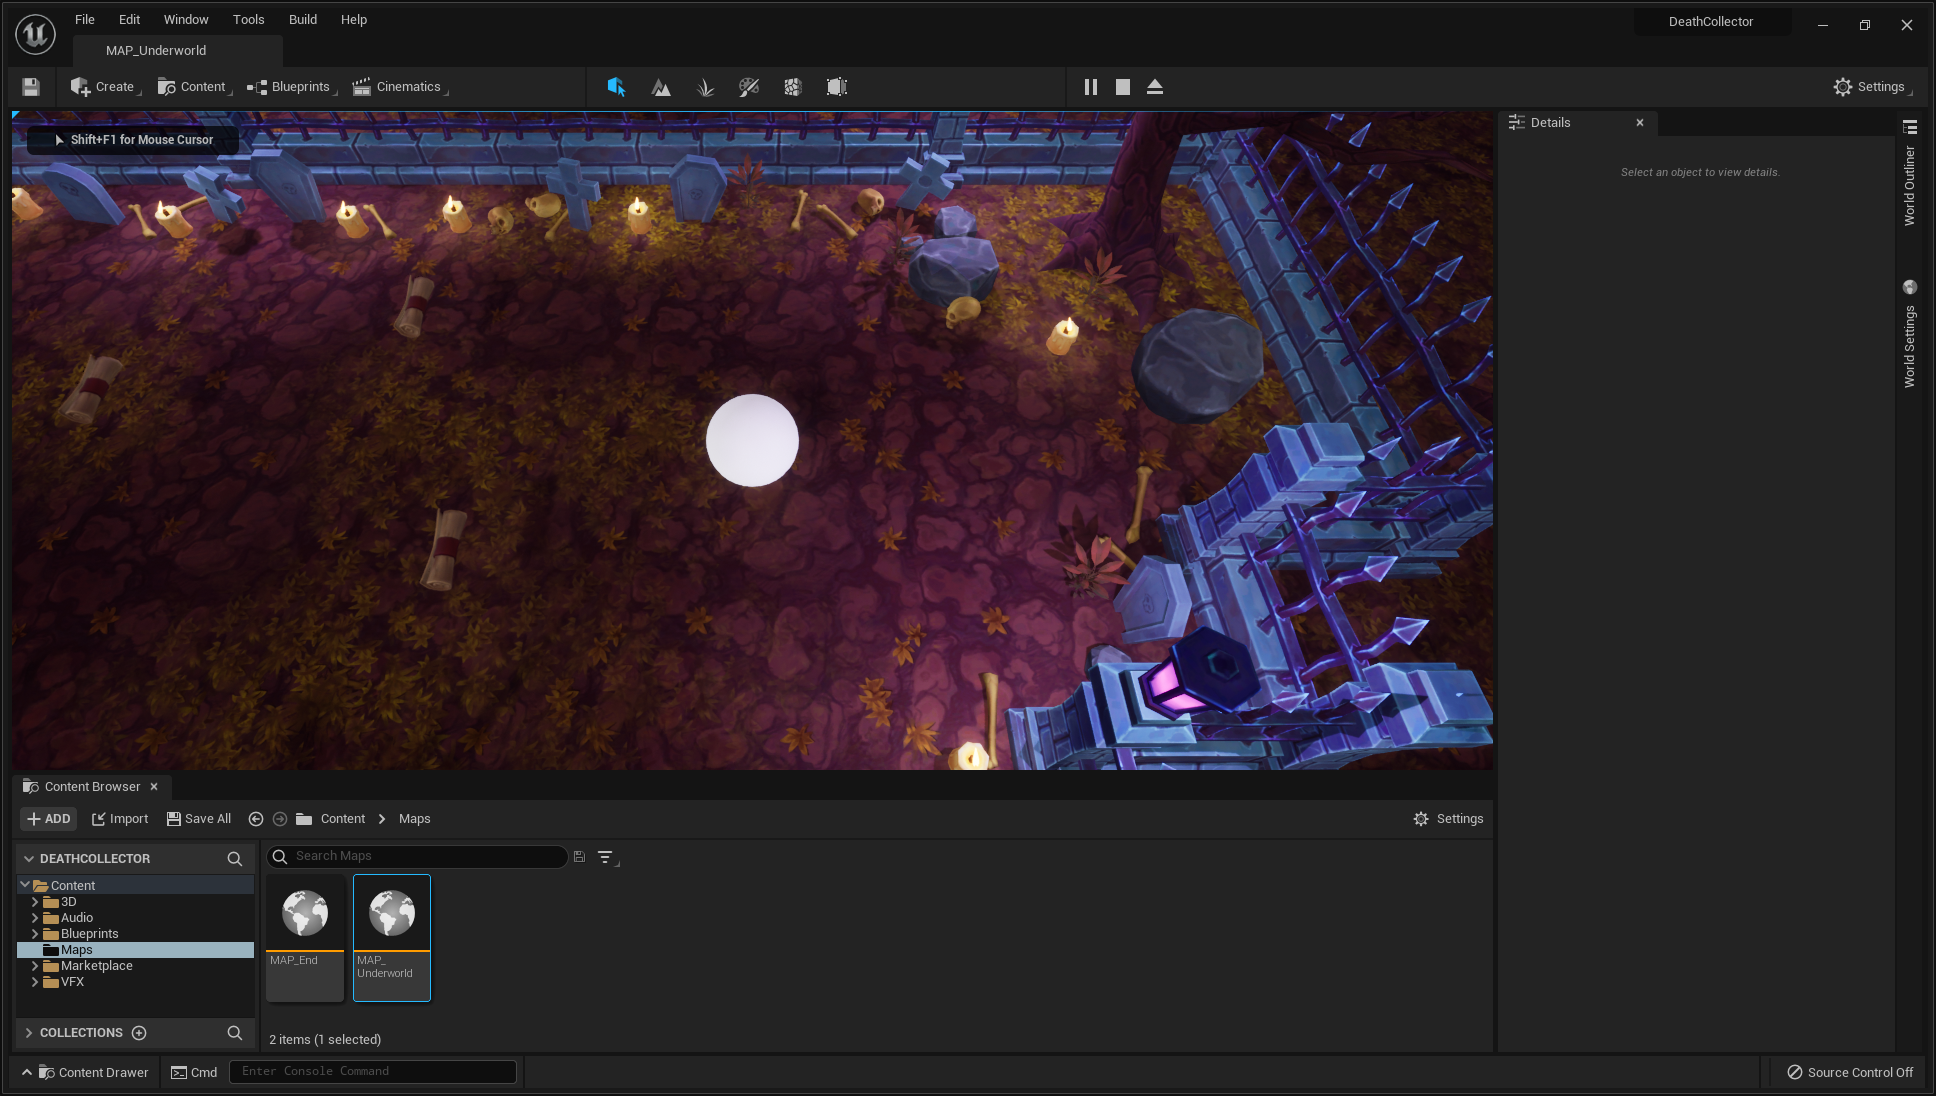 File Edit Window Tools Build Help
DeathCollector
MAP_Underworld
Create Content Blueprints Cinematics Settings
Shift+F1 for Mouse Cursor
Details
Select an object to view details.
World Outliner
World Settings
Content Browser
ADD Import Save All Content Maps Settings
DEATHCOLLECTOR
Search Maps
Content
3D
Audio
Blueprints
Maps
Marketplace
VFX
MAP_End
MAP_
Underworld
COLLECTIONS
2 items (1 selected)
Content Drawer Cmd Enter Console Command Source Control Off